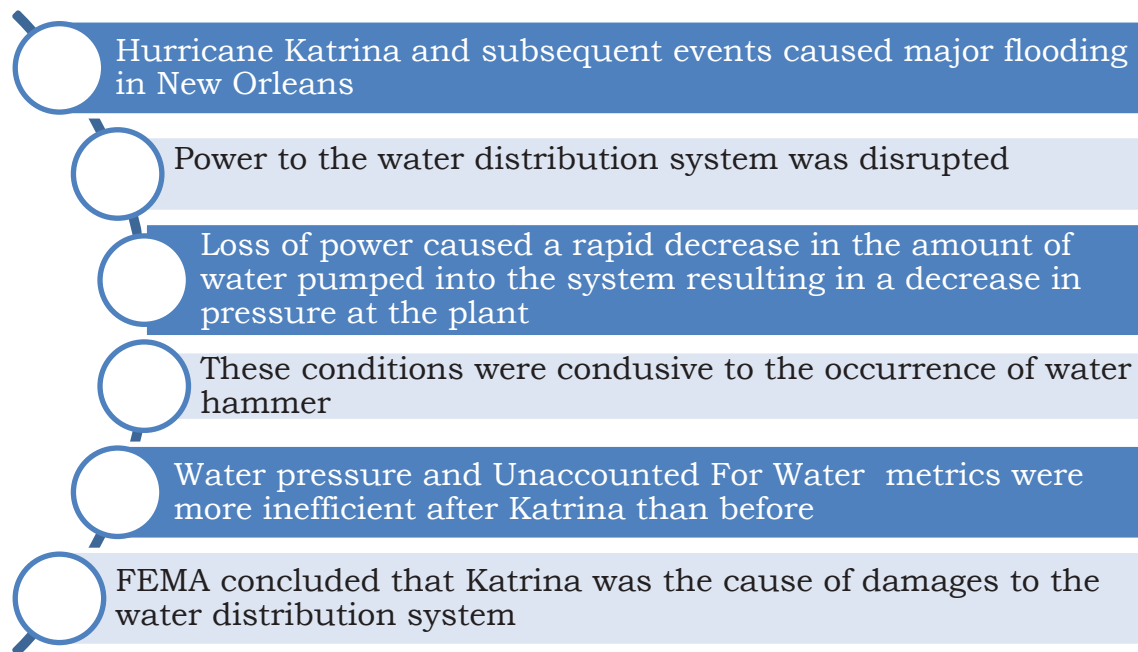 Hurricane Katrina and subsequent events caused major flooding
in New Orleans
Power to the water distribution system was disrupted
Loss of power caused a rapid decrease in the amount of
water pumped into the system resulting in a decrease in
pressure at the plant
These conditions were condusive to the occurrence of water
hammer
Water pressure and Unaccounted For Water metrics were
more inefficient after Katrina than before
FEMA concluded that Katrina was the cause of damages to the
water distribution system